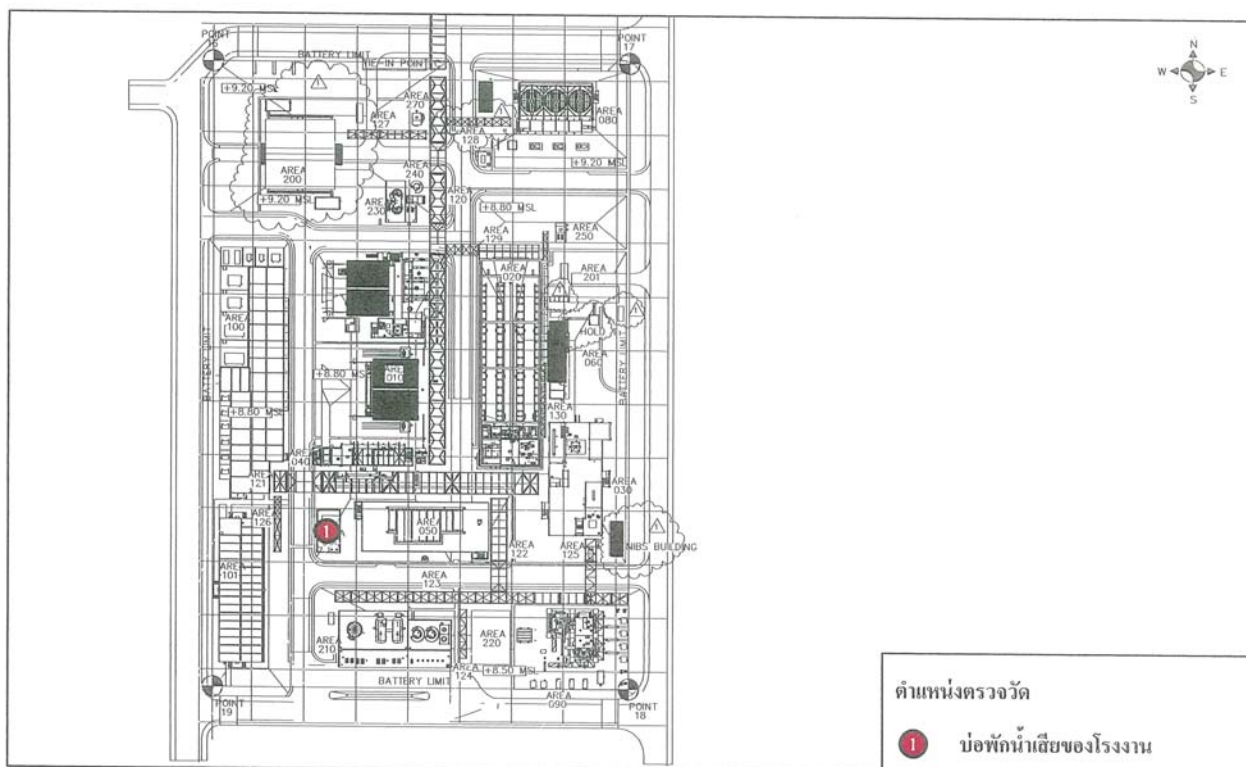 POINT
16
BATTERY LIMIT
TIE-IN POINT
POINT
17
N
W E
S
+9.20 MSL
AREA
270
AREA
127
AREA
080
AREA
128
+9.20 MSL
AREA
200
AREA
240
+9.20 MSL
AREA
230
AREA
120
+8.80 MSL
AREA
129
AREA
250
AREA
020
AREA
201
AREA
100
HOLD
BATTERY LIMIT
BATTERY LIMIT
AREA
060
+8.80 MSL
AREA
010
+8.80 MSL
AREA
130
AREA
040
AREA
121
AREA
030
AREA
126
1
AREA
050
AREA
122
AREA
125
NIBS BUILDING
AREA
101
AREA
123
AREA
210
AREA
220
AREA
124
+8.50 MSL
BATTERY LIMIT
AREA
090
POINT
19
POINT
18
ตำแหน่งตรวจวัด
1 บ่อพักน้ำเสียของโรงงาน